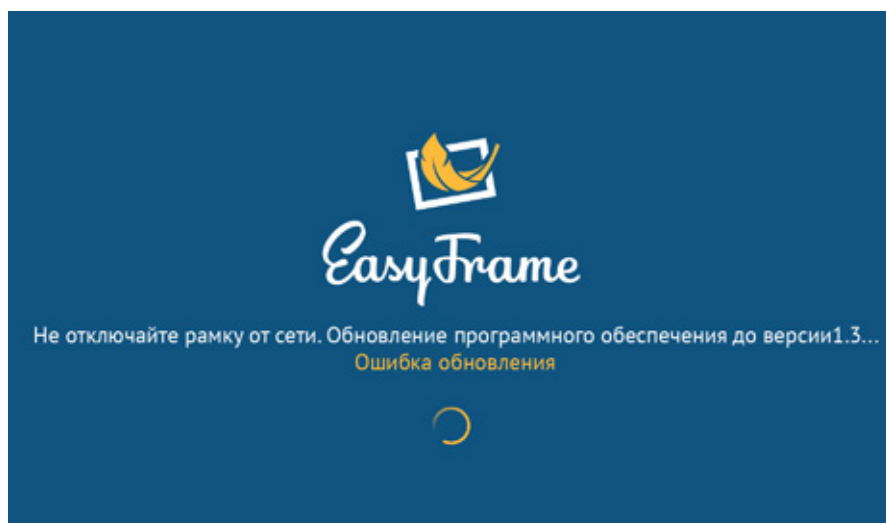 EasyFrame
Не отключайте рамку от сети. Обновление программного обеспечения до версии1.3...
Ошибка обновления